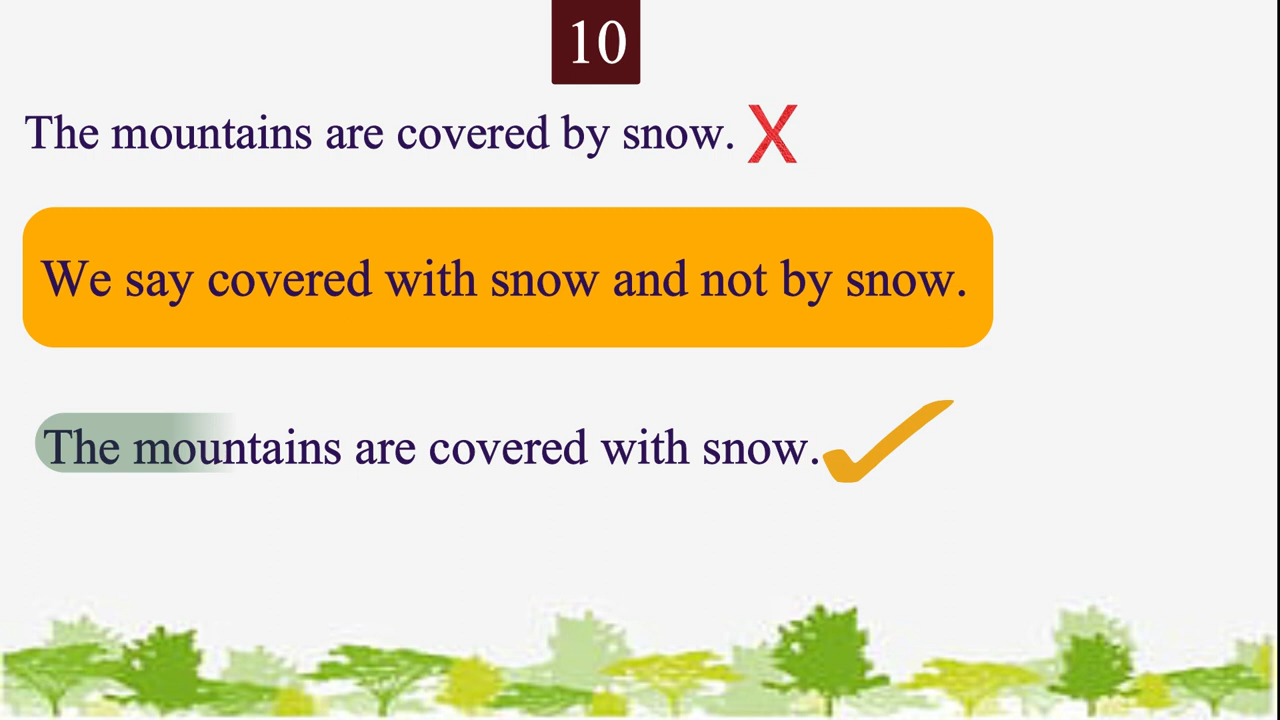 10
The mountains are covered by snow. X
We say covered with snow and not by snow.
The mountains are covered with snow.